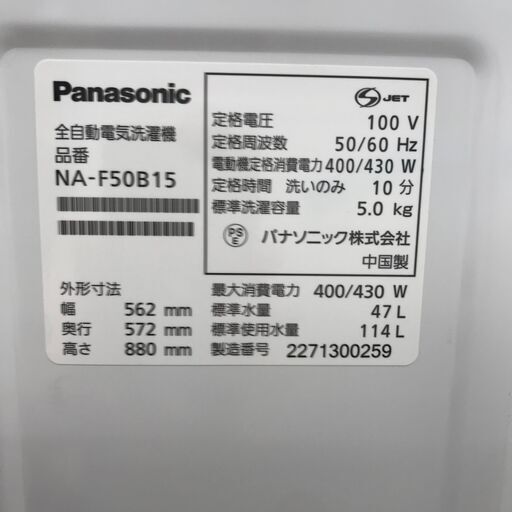 Panasonic
全自動電気洗濯機
品番
NA-F50B15
外形寸法
幅 562 mm
奥行 572 mm
高さ 880 mm
S JET
定格電圧 100 V
定格周波数 50/60 Hz
電動機定格消費電力 400/430 W
定格時間 洗いのみ 10 分
標準洗濯容量 5.0 kg
PS E パナソニック株式会社
中国製
最大消費電力 400/430 W
標準水量 47 L
標準使用水量 114 L
製造番号 2271300259